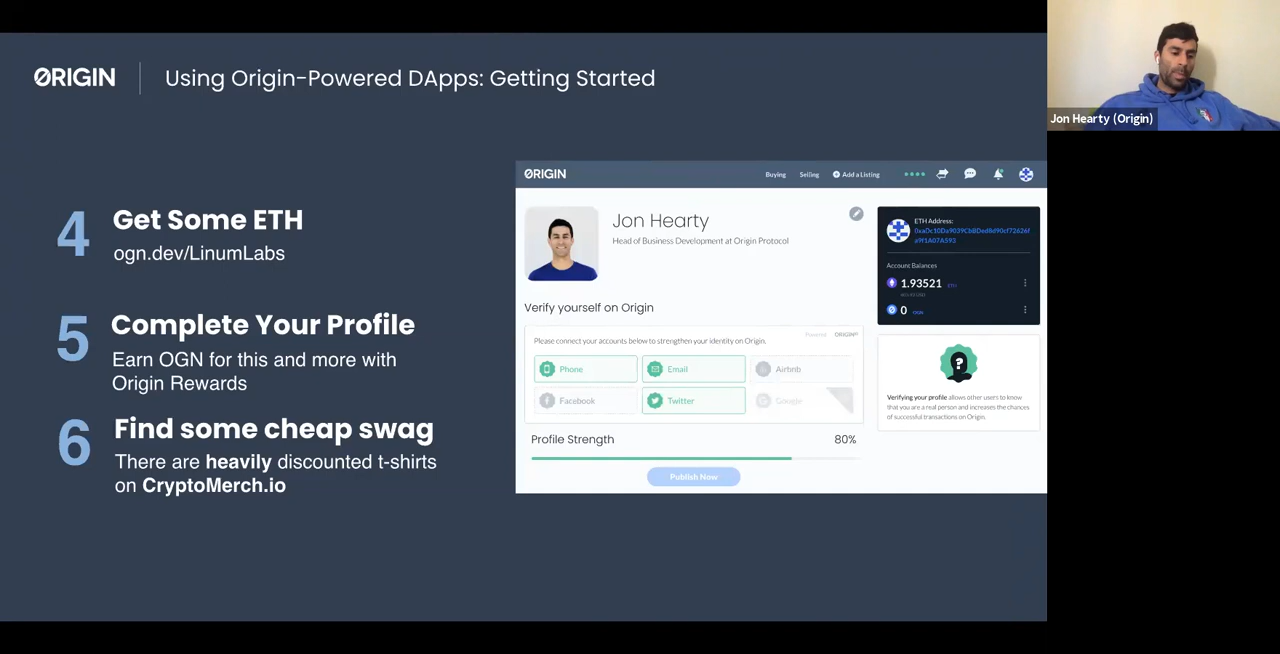 ØRIGIN
Using Origin-Powered DApps: Getting Started
Jon Hearty (Origin)
4
Get Some ETH
ogn.dev/LinumLabs
5
Complete Your Profile
Earn OGN for this and more with
Origin Rewards
6
Find some cheap swag
There are heavily discounted t-shirts
on CryptoMerch.io
ØRIGIN
Buying
Selling
Add a Listing
Jon Hearty
Head of Business Development at Origin Protocol
Verify yourself on Origin
Powered ORIGIN
Please connect your accounts below to strengthen your identity on Origin.
Phone
Email
Airbnb
Facebook
Twitter
Google
Profile Strength
80%
Publish Now
ETH Address:
Account Balances
1.93521 ETH
0 OGN
Verifying your profile allows other users to know
that you are a real person and increases the chances
of successful transactions on Origin.